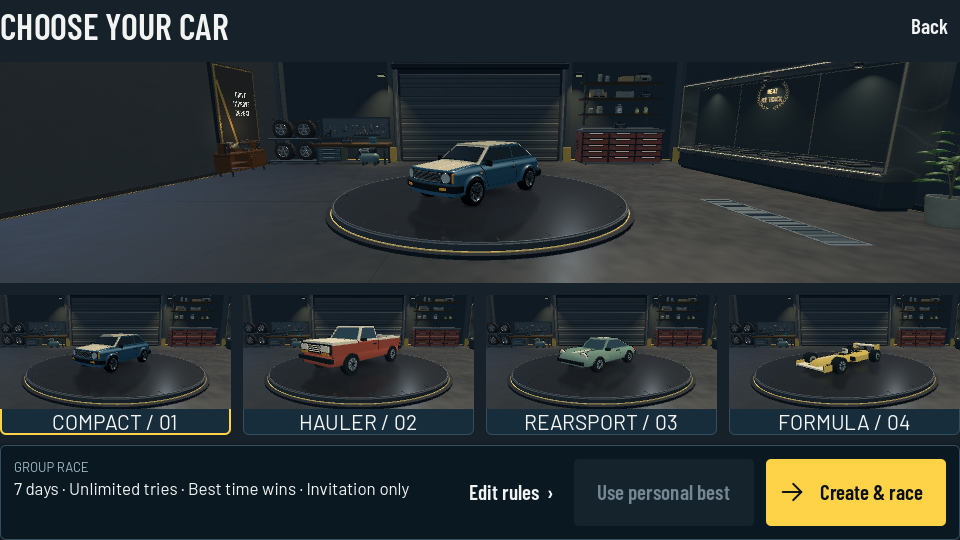 CHOOSE YOUR CAR
Back
COMPACT / 01
HAULER / 02
REARSPORT / 03
FORMULA / 04
GROUP RACE
7 days · Unlimited tries · Best time wins · Invitation only
Edit rules ›
Use personal best
Create & race